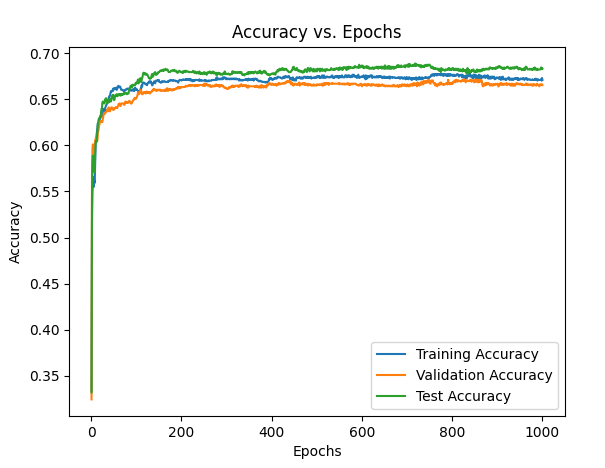 Accuracy vs. Epochs
0.70
0.65
0.60
0.55
0.50
0.45
0.40
0.35
Accuracy
0 200 400 600 800 1000
Epochs
Training Accuracy
Validation Accuracy
Test Accuracy